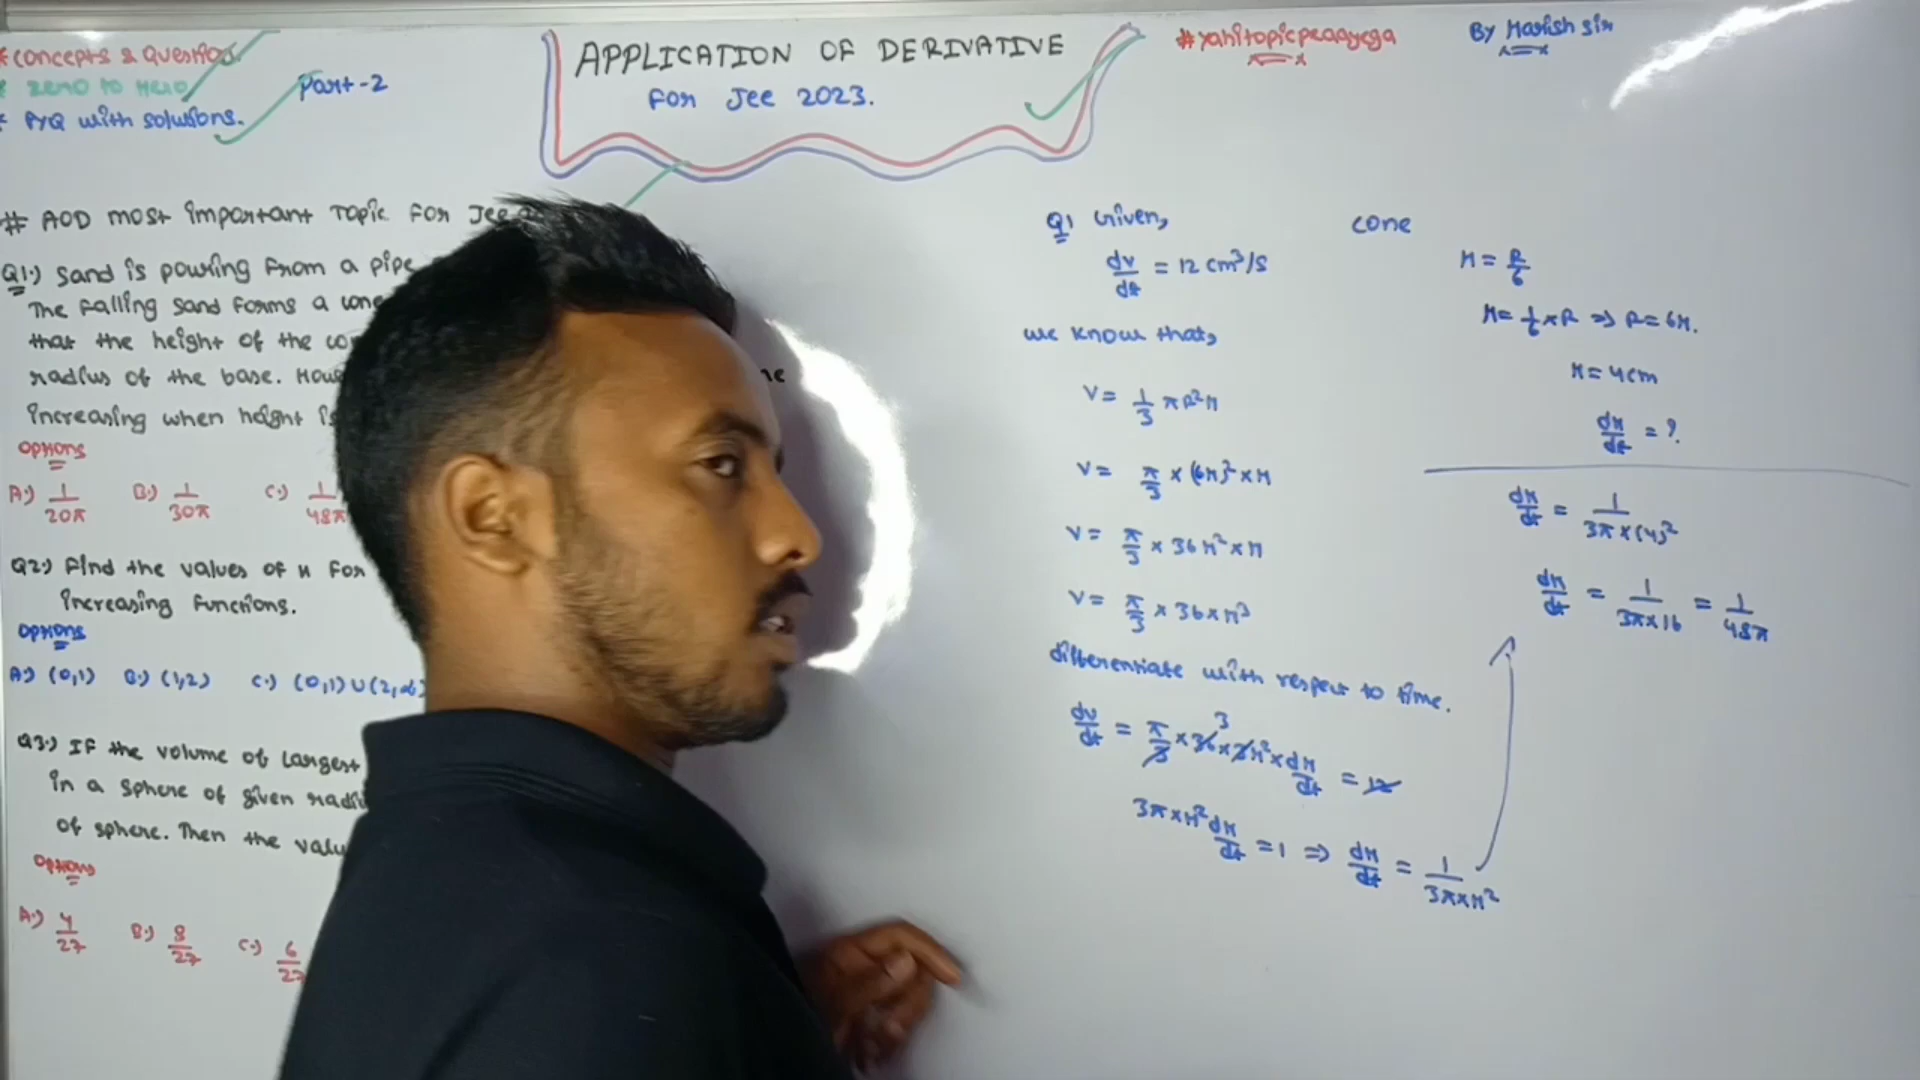 *Concepts & Question
* Zero to Hero
* PYQ with solutions.
Part-2
APPLICATION OF DERIVATIVE
For Jee 2023.
#yahitopicpeaayega
By Harish sir
# AOD most important Topic For Jee
Q1.) Sand is pouring from a pipe
The falling sand forms a cone
that the height of the co
radius of the base. How
increasing when height is
Options
A.) 1/20π B.) 1/30π C.) 1/48π
Q2.) Find the values of x for
increasing functions.
Options
A.) (0,1) B.) (1,2) C.) (0,1)∪(2,∞)
Q3.) If the volume of largest
in a sphere of given radi
of sphere. Then the valu
Options
A.) 4/27 B.) 8/27 C.) 6/27
Q1 Given,
dv/dt = 12 cm³/s
we know that,
V = 1/3 πR²H
V = π/3 × (6H)² × H
V = π/3 × 36H² × H
V = π/3 × 36 × H³
differentiate with respect to time.
dv/dt = π/3 × 36 × 3H² × dH/dt = 12
3
3π×H² dH/dt = 1 ⇒ dH/dt = 1/3π×H²
cone
H = R/6
H = 1/6 × R ⇒ R = 6H.
H = 4cm
dH/dt = ?
dH/dt = 1/3π×(4)²
dH/dt = 1/3π×16 = 1/48π